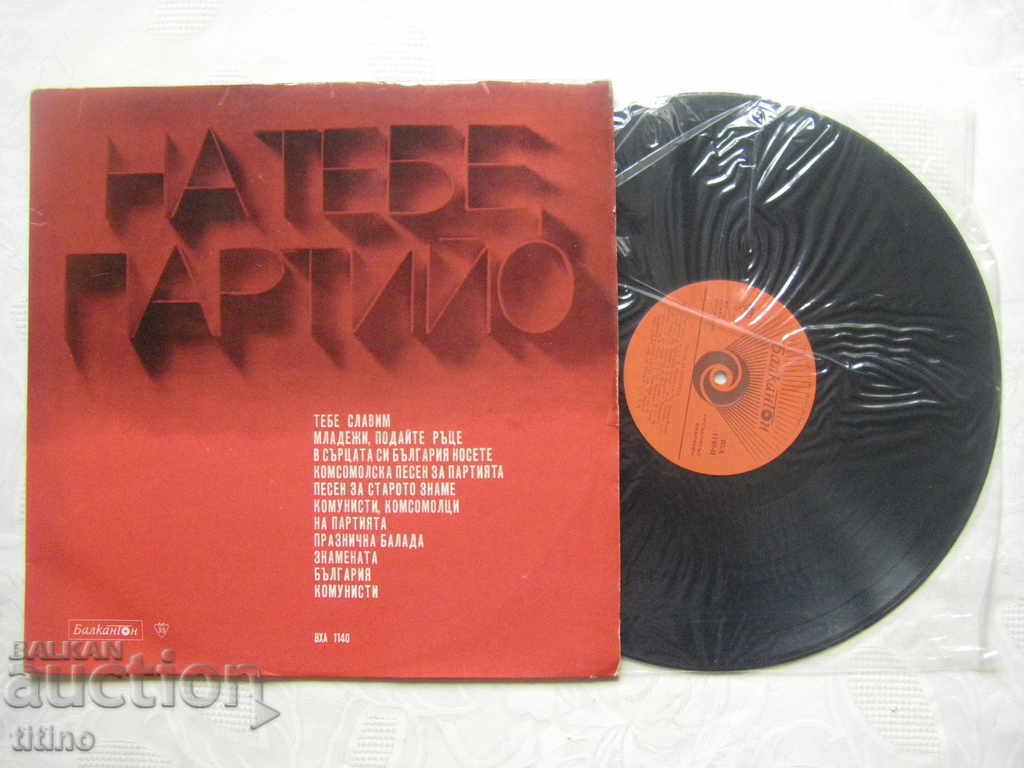 НА ТЕБЕ,
ПАРТИЙО
ТЕБЕ СЛАВИМ
МЛАДЕЖИ, ПОДАЙТЕ РЪЦЕ
В СЪРЦАТА СИ БЪЛГАРИЯ НОСЕТЕ
КОМСОМОЛСКА ПЕСЕН ЗА ПАРТИЯТА
ПЕСЕН ЗА СТАРОТО ЗНАМЕ
КОМУНИСТИ, КОМСОМОЛЦИ
НА ПАРТИЯТА
ПРАЗНИЧНА БАЛАДА
ЗНАМЕНАТА
БЪЛГАРИЯ
КОМУНИСТИ
Балкантон
ВХА 1140
Балкантон
BALKAN
auction
titino